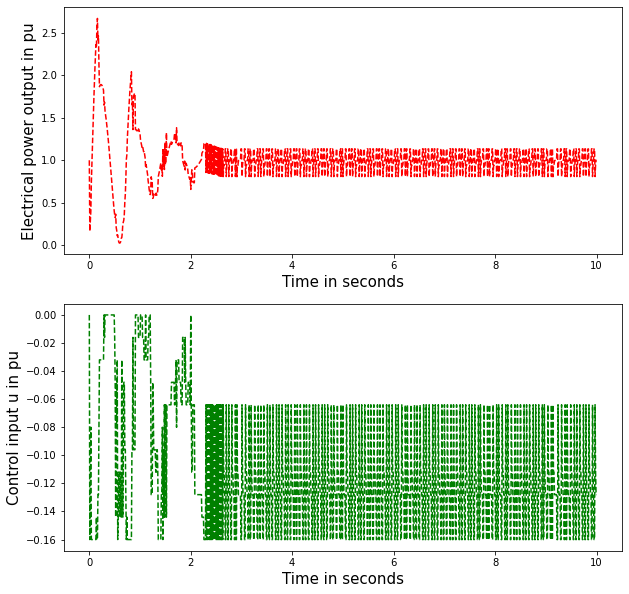 Electrical power output in pu
2.5
2.0
1.5
1.0
0.5
0.0
0 2 4 6 8 10
Time in seconds
Control input u in pu
0.00
−0.02
−0.04
−0.06
−0.08
−0.10
−0.12
−0.14
−0.16
0 2 4 6 8 10
Time in seconds